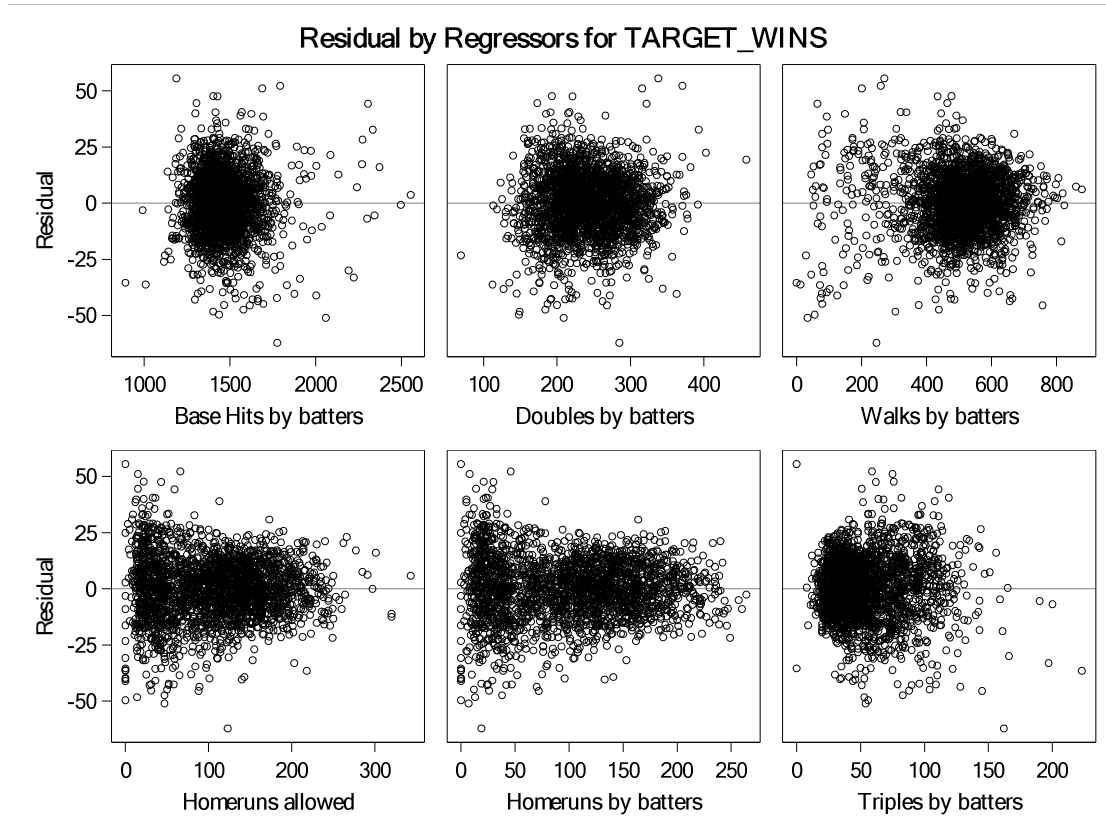 Residual by Regressors for TARGET_WINS
Residual
50
25
0
-25
-50
1000 1500 2000 2500
Base Hits by batters
100 200 300 400
Doubles by batters
0 200 400 600 800
Walks by batters
Residual
50
25
0
-25
-50
0 100 200 300
Homeruns allowed
0 50 100 150 200 250
Homeruns by batters
0 50 100 150 200
Triples by batters